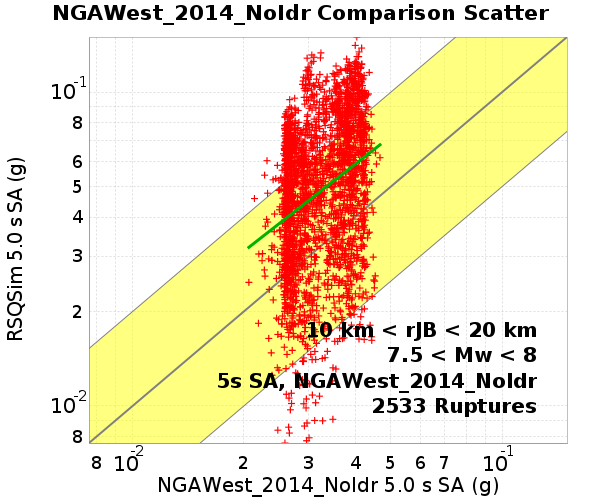 NGAWest_2014_NoIdr Comparison Scatter
RSQSim 5.0 s SA (g)
10-1
8
6
5
4
3
2
10-2
8
10 km < rJB < 20 km
7.5 < Mw < 8
5s SA, NGAWest_2014_NoIdr
2533 Ruptures
8 10-2 2 3 4 5 6 7 10-1
NGAWest_2014_NoIdr 5.0 s SA (g)